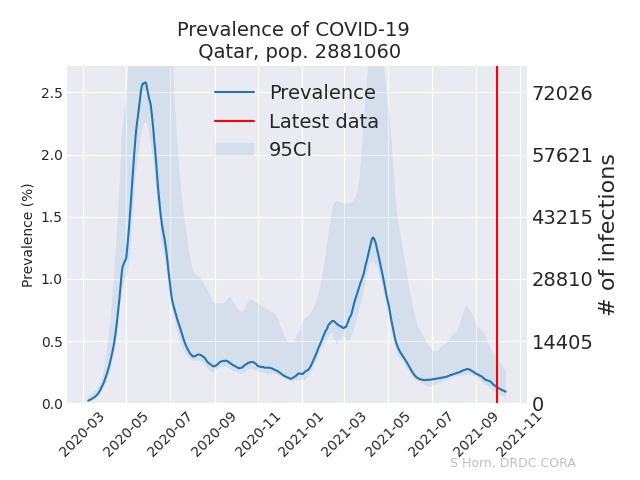 Prevalence of COVID-19
Qatar, pop. 2881060
Prevalence
Latest data
95CI
Prevalence (%)
2.5
2.0
1.5
1.0
0.5
0.0
72026
57621
43215
28810
14405
0
# of infections
2020-03
2020-05
2020-07
2020-09
2020-11
2021-01
2021-03
2021-05
2021-07
2021-09
2021-11
S Horn, DRDC CORA